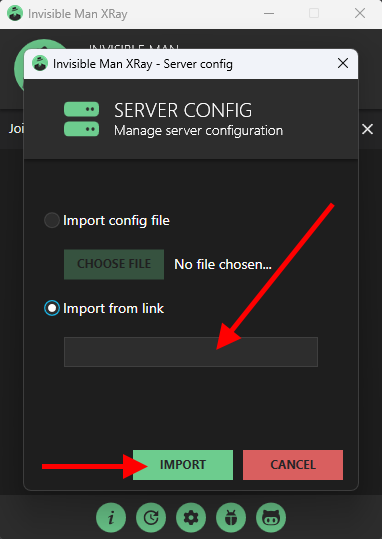 Invisible Man XRay
INVISIBLE MAN
Invisible Man XRay - Server config
SERVER CONFIG
Manage server configuration
Joi
Import config file
CHOOSE FILE
No file chosen...
Import from link
IMPORT
CANCEL
i